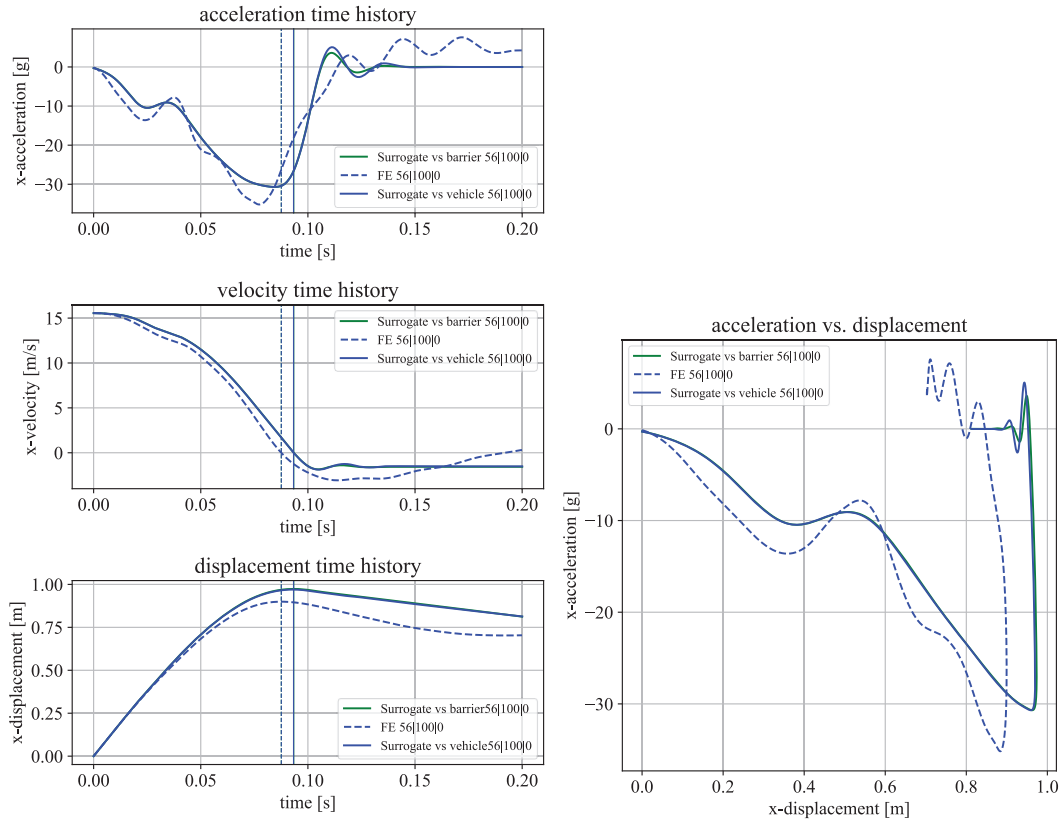 acceleration time history
x-acceleration [g]
0
−10
−20
−30
Surrogate vs barrier 56|100|0
FE 56|100|0
Surrogate vs vehicle 56|100|0
0.00 0.05 0.10 0.15 0.20
time [s]
velocity time history
x-velocity [m/s]
15
10
5
0
Surrogate vs barrier 56|100|0
FE 56|100|0
Surrogate vs vehicle 56|100|0
0.00 0.05 0.10 0.15 0.20
time [s]
displacement time history
x-displacement [m]
1.00
0.75
0.50
0.25
0.00
Surrogate vs barrier56|100|0
FE 56|100|0
Surrogate vs vehicle56|100|0
0.00 0.05 0.10 0.15 0.20
time [s]
acceleration vs. displacement
Surrogate vs barrier 56|100|0
FE 56|100|0
Surrogate vs vehicle 56|100|0
x-acceleration [g]
0
−10
−20
−30
0.0 0.2 0.4 0.6 0.8 1.0
x-displacement [m]